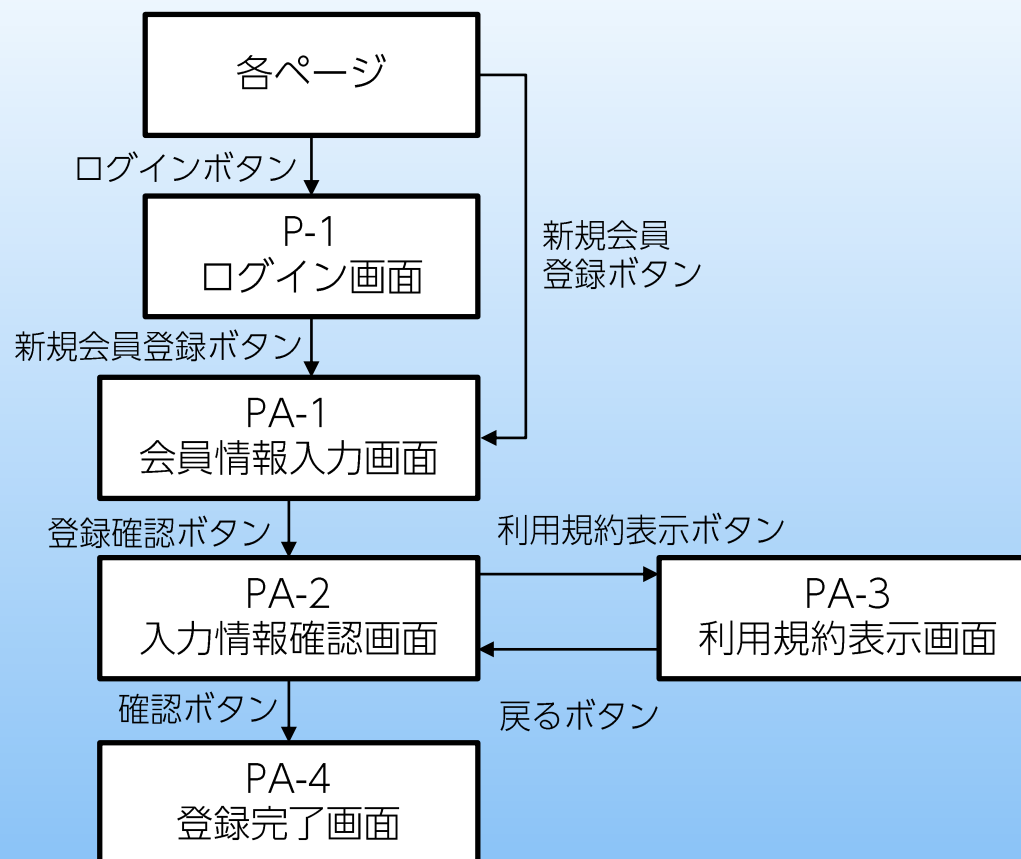 各ページ
ログインボタン
P-1
ログイン画面
新規会員
登録ボタン
新規会員登録ボタン
PA-1
会員情報入力画面
登録確認ボタン
利用規約表示ボタン
PA-2
入力情報確認画面
PA-3
利用規約表示画面
確認ボタン
戻るボタン
PA-4
登録完了画面